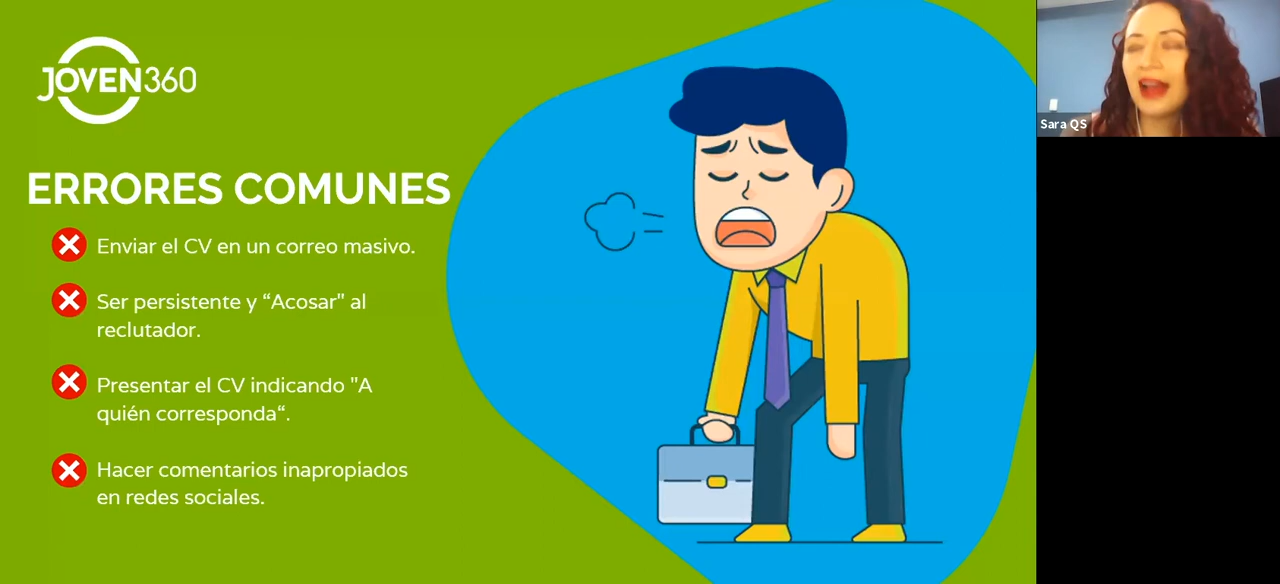 JOVEN360
ERRORES COMUNES
Enviar el CV en un correo masivo.
Ser persistente y “Acosar" al
reclutador.
Presentar el CV indicando "A
quién corresponda“.
Hacer comentarios inapropiados
en redes sociales.
Sara QS